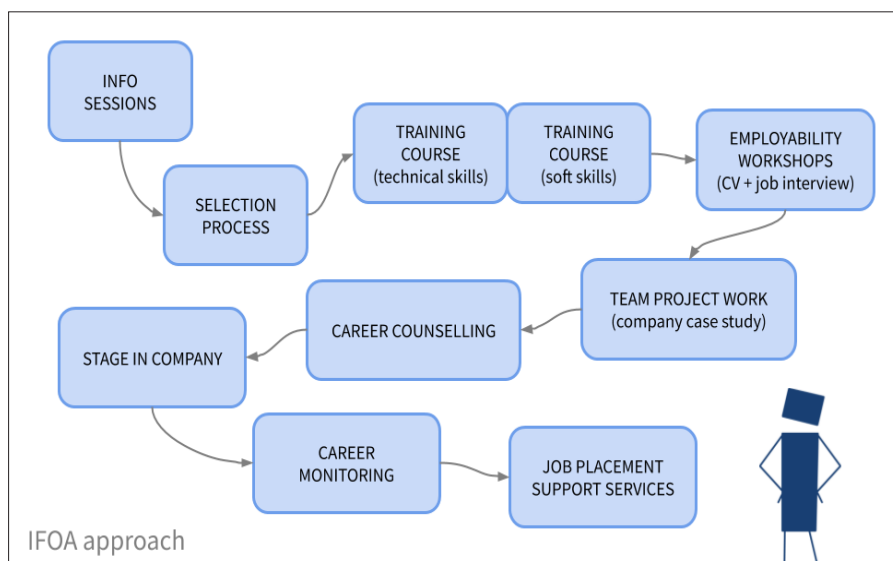 INFO
SESSIONS
SELECTION
PROCESS
TRAINING
COURSE
(technical skills)
TRAINING
COURSE
(soft skills)
EMPLOYABILITY
WORKSHOPS
(CV + job interview)
TEAM PROJECT WORK
(company case study)
CAREER COUNSELLING
STAGE IN COMPANY
CAREER
MONITORING
JOB PLACEMENT
SUPPORT SERVICES
IFOA approach